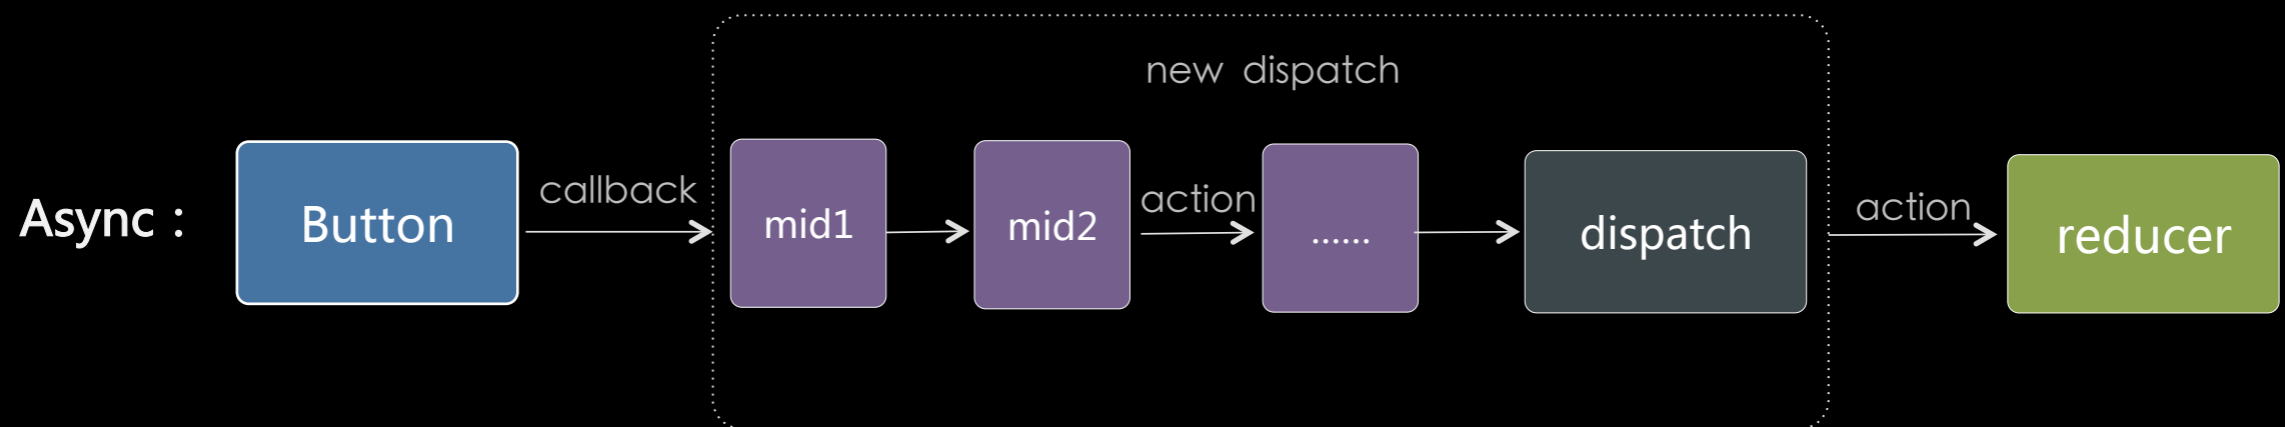 new dispatch
Async :
Button
callback
mid1
mid2
action
......
dispatch
action
reducer